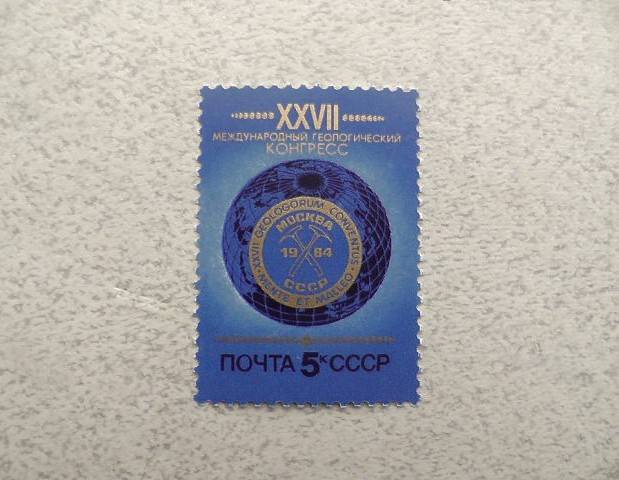 XXVII
МЕЖДУНАРОДНЫЙ ГЕОЛОГИЧЕСКИЙ
КОНГРЕСС
XXVII GEOLOGORUM CONVENTUS
МОСКВА
19 84
СССР
MENTE ET MALLEO
ПОЧТА 5К СССР